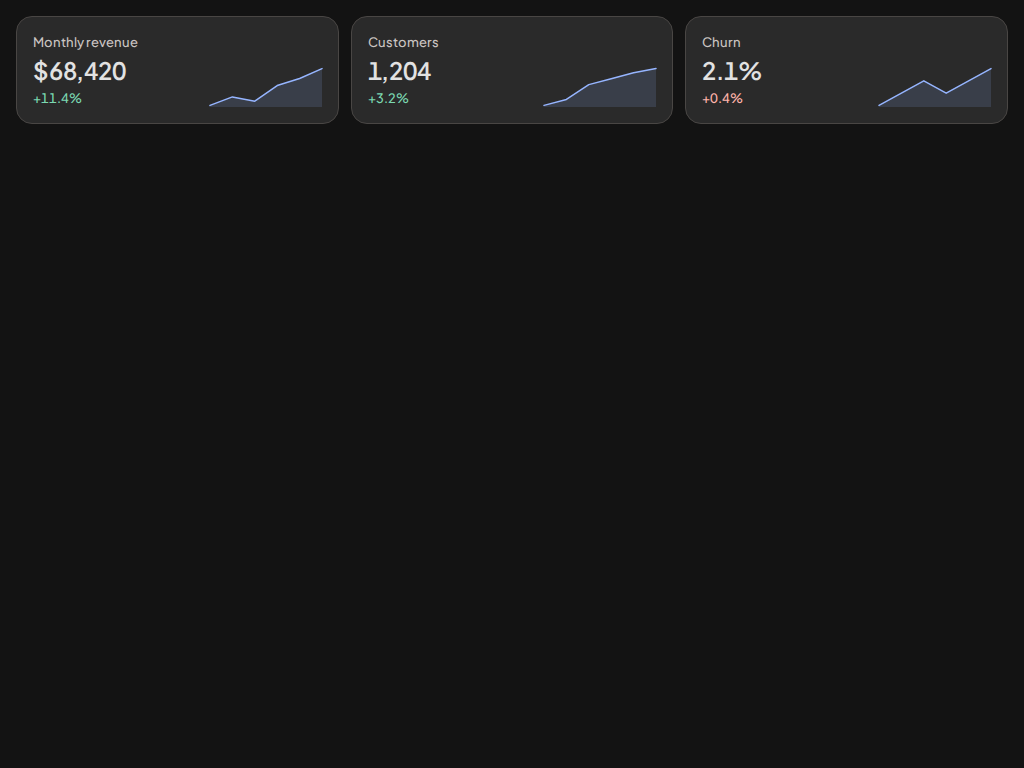 Monthly revenue
$68,420
+11.4%
Customers
1,204
+3.2%
Churn
2.1%
+0.4%